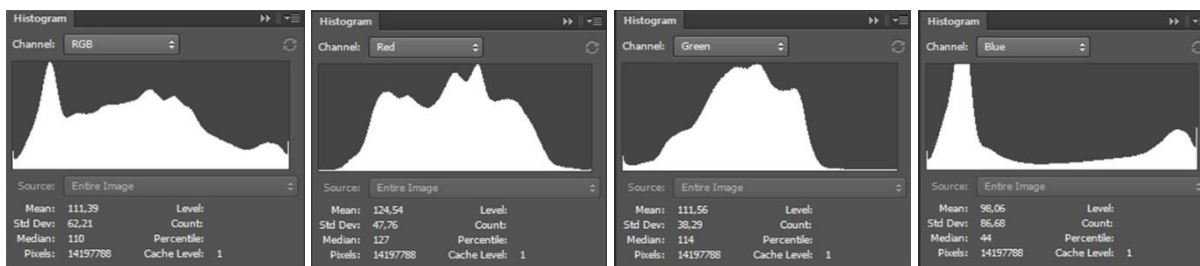 Histogram
Channel: RGB
Source: Entire Image
Mean: 111,39 Level:
Std Dev: 62,21 Count:
Median: 110 Percentile:
Pixels: 14197788 Cache Level: 1
Histogram
Channel: Red
Source: Entire Image
Mean: 124,54 Level:
Std Dev: 47,76 Count:
Median: 127 Percentile:
Pixels: 14197788 Cache Level: 1
Histogram
Channel: Green
Source: Entire Image
Mean: 111,56 Level:
Std Dev: 38,29 Count:
Median: 114 Percentile:
Pixels: 14197788 Cache Level: 1
Histogram
Channel: Blue
Source: Entire Image
Mean: 98,06 Level:
Std Dev: 86,68 Count:
Median: 44 Percentile:
Pixels: 14197788 Cache Level: 1